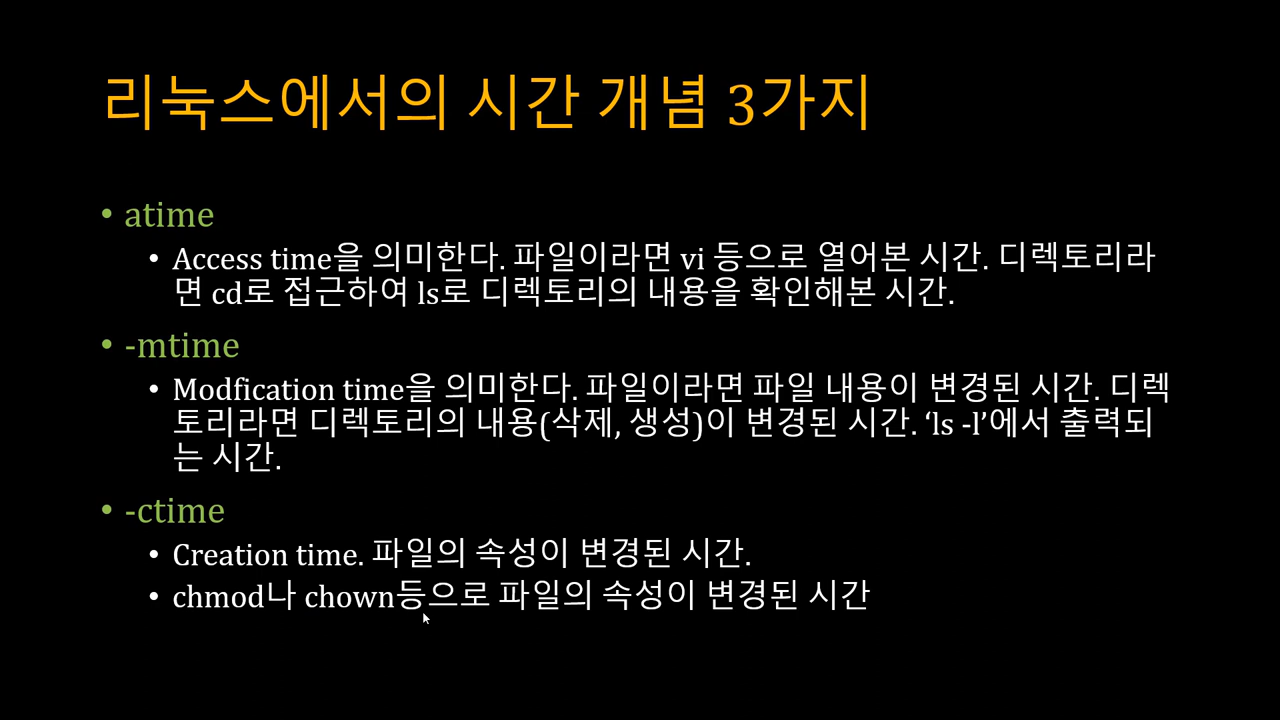 리눅스에서의 시간 개념 3가지
• atime
• Access time을 의미한다. 파일이라면 vi 등으로 열어본 시간. 디렉토리라
면 cd로 접근하여 ls로 디렉토리의 내용을 확인해본 시간.
• -mtime
• Modfication time을 의미한다. 파일이라면 파일 내용이 변경된 시간. 디렉
토리라면 디렉토리의 내용(삭제, 생성)이 변경된 시간. ‘ls -l’에서 출력되
는 시간.
• -ctime
• Creation time. 파일의 속성이 변경된 시간.
• chmod나 chown등으로 파일의 속성이 변경된 시간